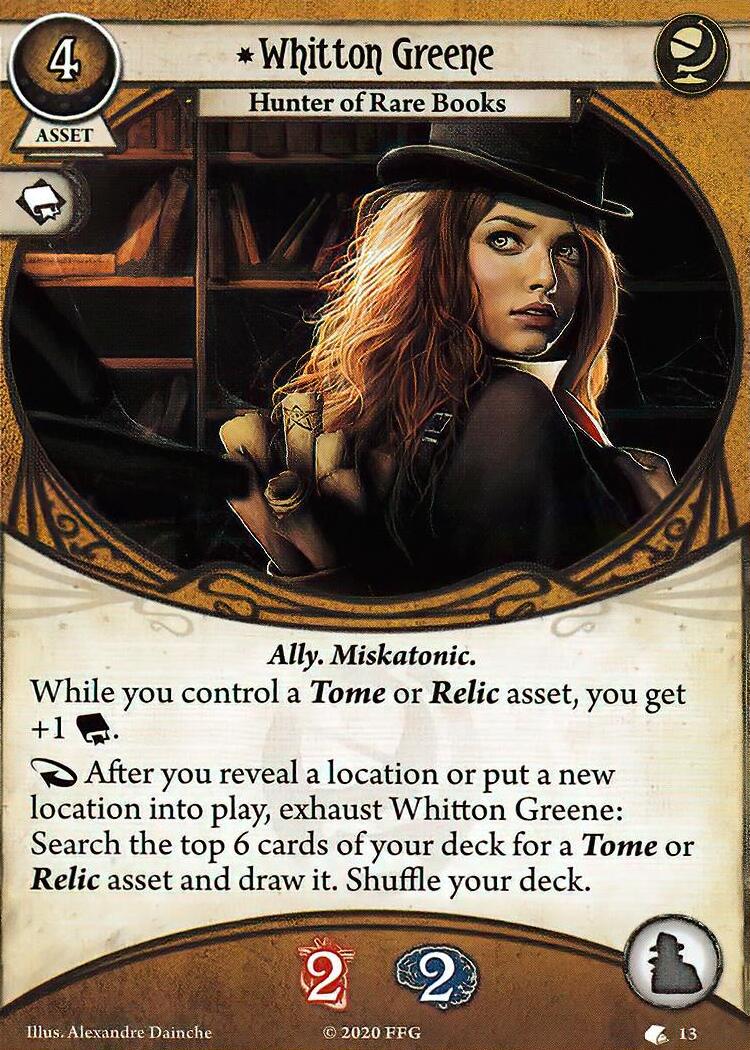 4
Whitton Greene
ASSET
Hunter of Rare Books
Ally. Miskatonic.
While you control a Tome or Relic asset, you get
+1 .
After you reveal a location or put a new
location into play, exhaust Whitton Greene:
Search the top 6 cards of your deck for a Tome or
Relic asset and draw it. Shuffle your deck.
2 2
Illus. Alexandre Dainche © 2020 FFG 13